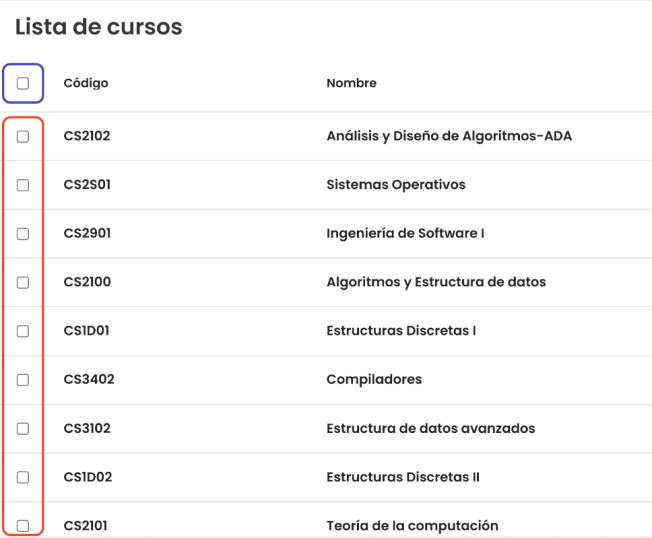 Lista de cursos
Código Nombre
CS2102 Análisis y Diseño de Algoritmos-ADA
CS2S01 Sistemas Operativos
CS2901 Ingeniería de Software I
CS2100 Algoritmos y Estructura de datos
CS1D01 Estructuras Discretas I
CS3402 Compiladores
CS3102 Estructura de datos avanzados
CS1D02 Estructuras Discretas II
CS2101 Teoría de la computación